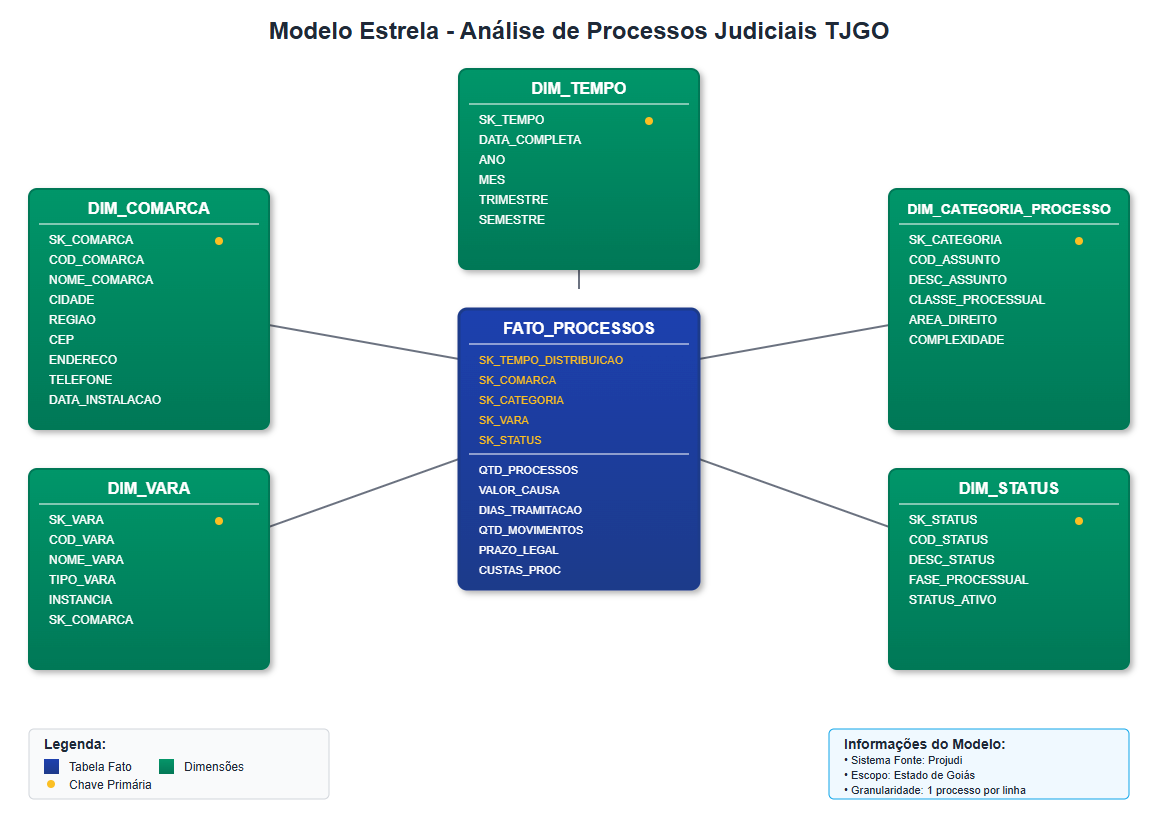 Modelo Estrela - Análise de Processos Judiciais TJGO
DIM_TEMPO
SK_TEMPO
DATA_COMPLETA
ANO
MES
TRIMESTRE
SEMESTRE
DIM_COMARCA
SK_COMARCA
COD_COMARCA
NOME_COMARCA
CIDADE
REGIAO
CEP
ENDERECO
TELEFONE
DATA_INSTALACAO
DIM_CATEGORIA_PROCESSO
SK_CATEGORIA
COD_ASSUNTO
DESC_ASSUNTO
CLASSE_PROCESSUAL
AREA_DIREITO
COMPLEXIDADE
FATO_PROCESSOS
SK_TEMPO_DISTRIBUICAO
SK_COMARCA
SK_CATEGORIA
SK_VARA
SK_STATUS
QTD_PROCESSOS
VALOR_CAUSA
DIAS_TRAMITACAO
QTD_MOVIMENTOS
PRAZO_LEGAL
CUSTAS_PROC
DIM_VARA
SK_VARA
COD_VARA
NOME_VARA
TIPO_VARA
INSTANCIA
SK_COMARCA
DIM_STATUS
SK_STATUS
COD_STATUS
DESC_STATUS
FASE_PROCESSUAL
STATUS_ATIVO
Legenda:
Tabela Fato
Dimensões
Chave Primária
Informações do Modelo:
• Sistema Fonte: Projudi
• Escopo: Estado de Goiás
• Granularidade: 1 processo por linha